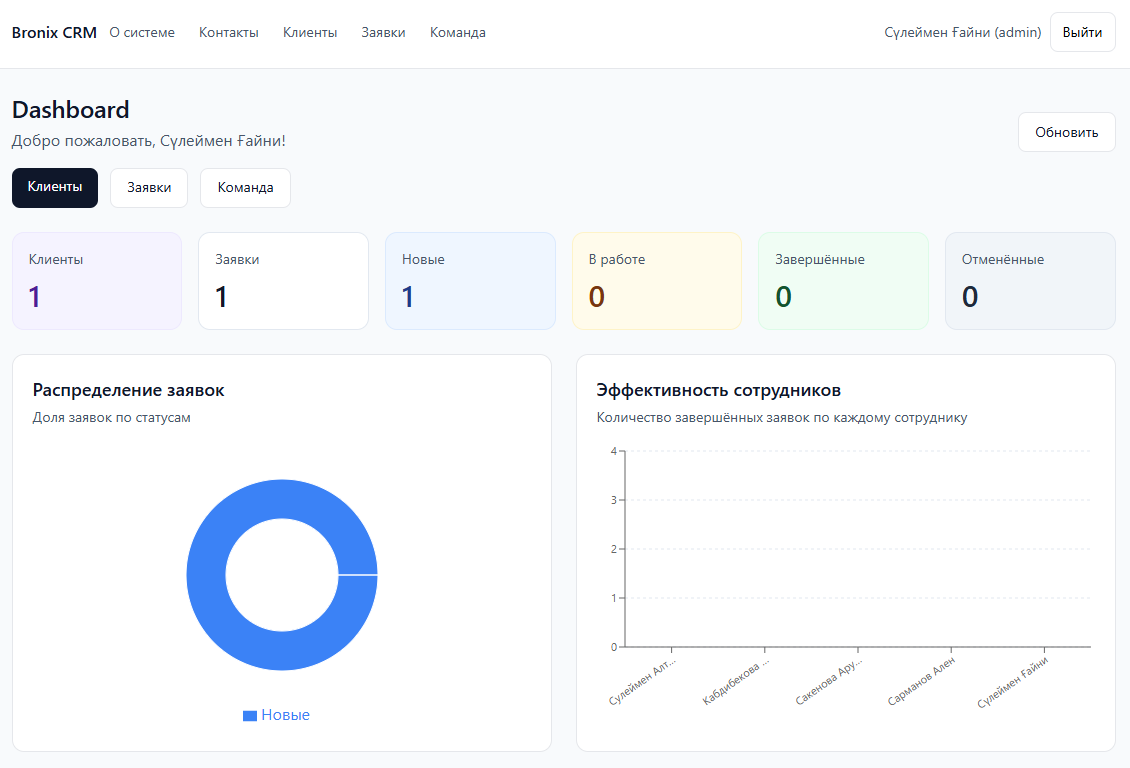 Bronix CRM О системе Контакты Клиенты Заявки Команда Сүлеймен Ғайни (admin) Выйти
Dashboard
Добро пожаловать, Сүлеймен Ғайни!
Обновить
Клиенты Заявки Команда
Клиенты Заявки Новые В работе Завершённые Отменённые
1 1 1 0 0 0
Распределение заявок
Доля заявок по статусам
Новые
Эффективность сотрудников
Количество завершённых заявок по каждому сотруднику
4
3
2
1
0
Сулеймен Алт... Кабдибекова ... Сакенова Ару... Сарманов Ален Сүлеймен Ғайни